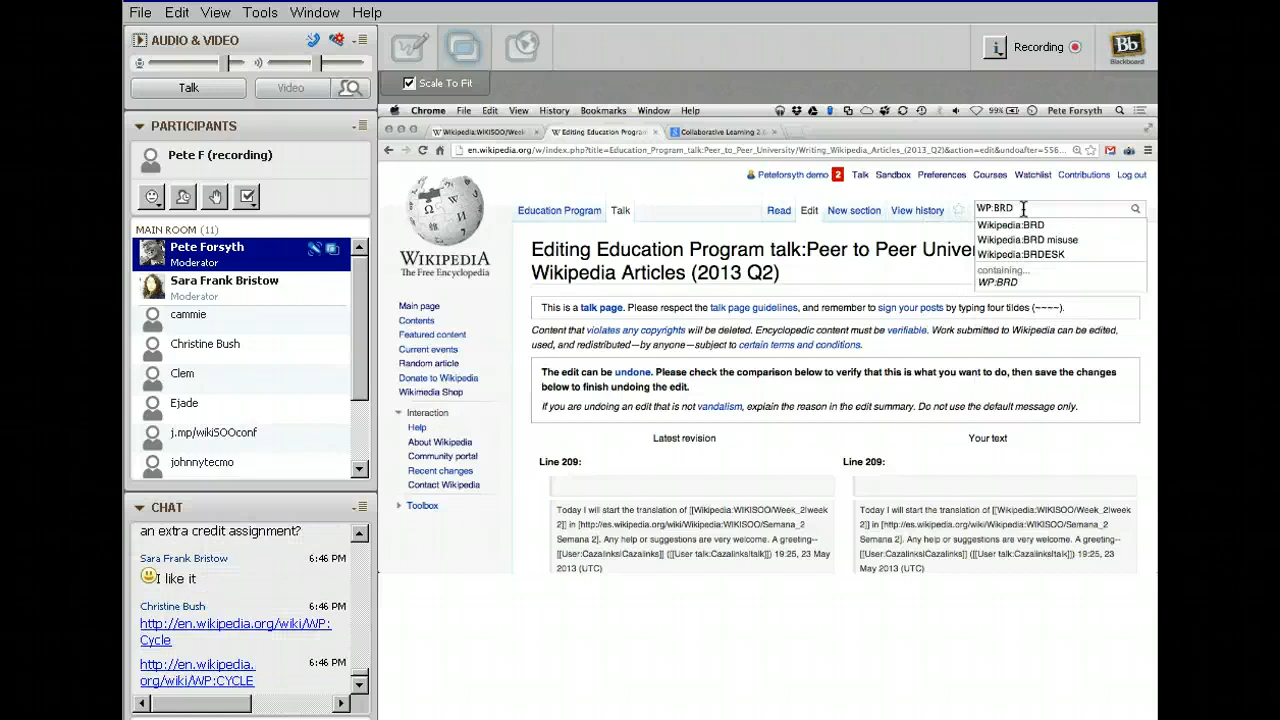 File Edit View Tools Window Help
AUDIO & VIDEO
Talk
Video
PARTICIPANTS
Pete F (recording)
MAIN ROOM (11)
Pete Forsyth
Moderator
Sara Frank Bristow
Moderator
cammie
Christine Bush
Clem
Ejade
j.mp/wikiSOOconf
johnnytecmo
CHAT
an extra credit assignment?
Sara Frank Bristow 6:46 PM
I like it
Christine Bush 6:46 PM
http://en.wikipedia.org/wiki/WP:
Cycle
http://en.wikipedia. 6:46 PM
org/wiki/WP:CYCLE
Recording
Bb
Blackboard
Scale To Fit
Chrome File Edit View History Bookmarks Window Help 99% Pete Forsyth
Wikipedia:WIKISOO/Week
Editing Education Program
Collaborative Learning 2.0
en.wikipedia.org/w/index.php?title=Education_Program_talk:Peer_to_Peer_University/Writing_Wikipedia_Articles_(2013_Q2)&action=edit&undoafter=556...
Peteforsyth demo 2 Talk Sandbox Preferences Courses Watchlist Contributions Log out
Education Program Talk Read Edit New section View history
WP:BRD
Wikipedia:BRD
Wikipedia:BRD misuse
Wikipedia:BRDESK
containing...
WP:BRD
WIKIPEDIA
The Free Encyclopedia
Main page
Contents
Featured content
Current events
Random article
Donate to Wikipedia
Wikimedia Shop
Interaction
Help
About Wikipedia
Community portal
Recent changes
Contact Wikipedia
Toolbox
Editing Education Program talk:Peer to Peer Univer
Wikipedia Articles (2013 Q2)
This is a talk page. Please respect the talk page guidelines, and remember to sign your posts by typing four tildes (~~~~).
Content that violates any copyrights will be deleted. Encyclopedic content must be verifiable. Work submitted to Wikipedia can be edited,
used, and redistributed—by anyone—subject to certain terms and conditions.
The edit can be undone. Please check the comparison below to verify that this is what you want to do, then save the changes
below to finish undoing the edit.
If you are undoing an edit that is not vandalism, explain the reason in the edit summary. Do not use the default message only.
Latest revision
Your text
Line 209:
Line 209:
Today I will start the translation of [[Wikipedia:WIKISOO/Week_2|week
2]] in [http://es.wikipedia.org/wiki/Wikipedia:WIKISOO/Semana_2
Semana 2]. Any help or suggestions are very welcome. A greeting--
[[User:Cazalinks|Cazalinks]] ([[User talk:Cazalinks|talk]]) 19:25, 23 May
2013 (UTC)
Today I will start the translation of [[Wikipedia:WIKISOO/Week_2|week
2]] in [http://es.wikipedia.org/wiki/Wikipedia:WIKISOO/Semana_2
Semana 2]. Any help or suggestions are very welcome. A greeting--
[[User:Cazalinks|Cazalinks]] ([[User talk:Cazalinks|talk]]) 19:25, 23
May 2013 (UTC)